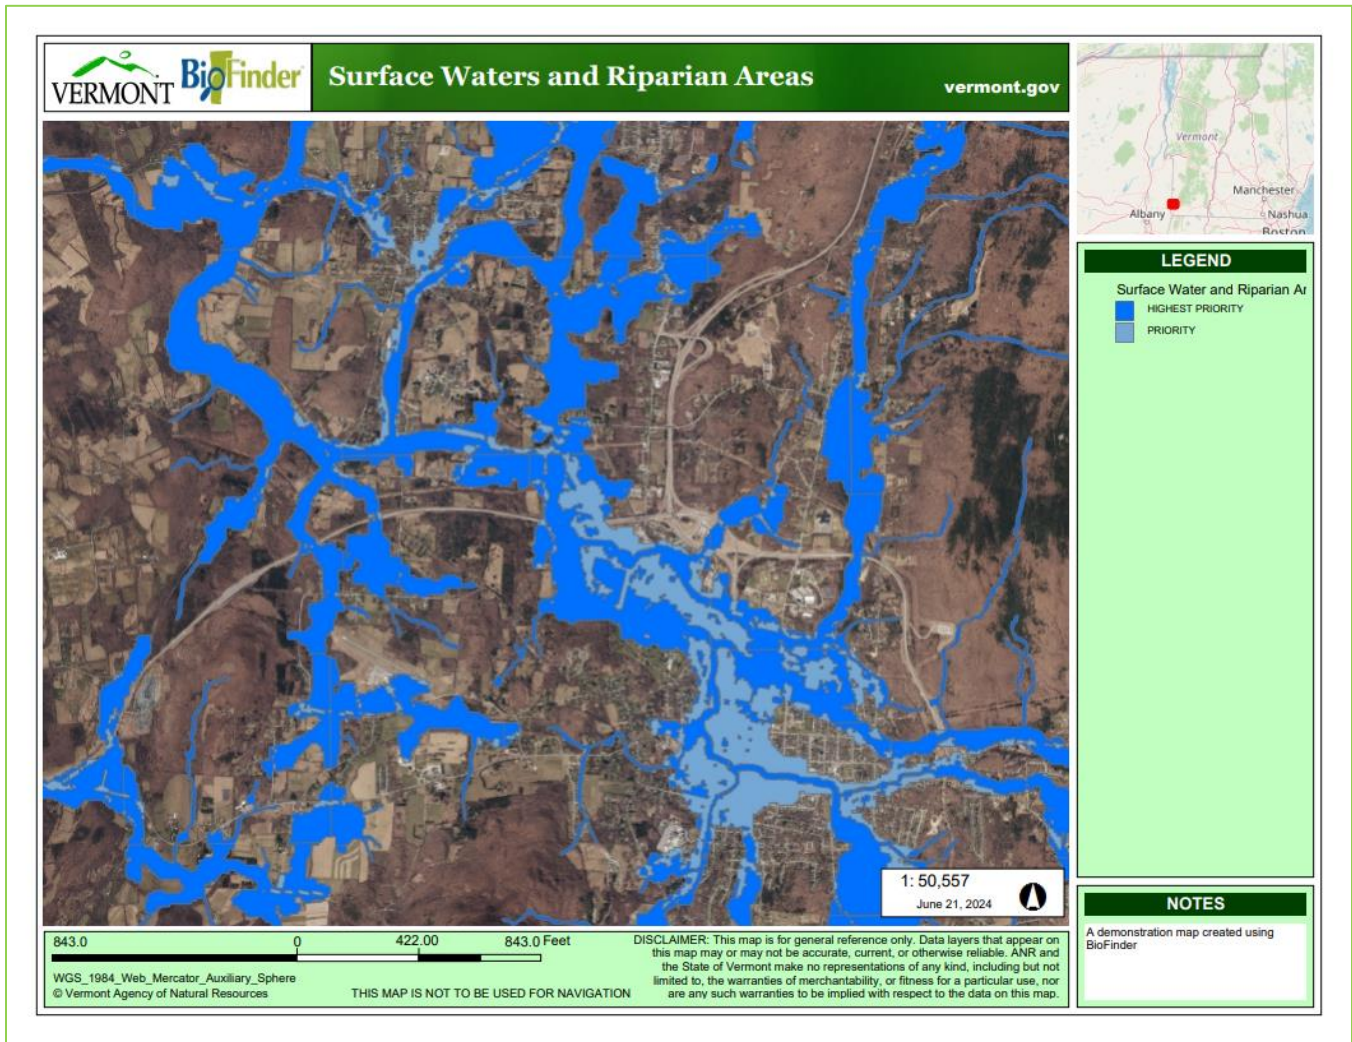 VERMONT
BioFinder
Surface Waters and Riparian Areas
vermont.gov
Vermont
Manchester
Albany
Nashua
Boston
LEGEND
Surface Water and Riparian Ar
HIGHEST PRIORITY
PRIORITY
1: 50,557
June 21, 2024
NOTES
A demonstration map created using
BioFinder
843.0 0 422.00 843.0 Feet
WGS_1984_Web_Mercator_Auxiliary_Sphere
© Vermont Agency of Natural Resources
THIS MAP IS NOT TO BE USED FOR NAVIGATION
DISCLAIMER: This map is for general reference only. Data layers that appear on
this map may or may not be accurate, current, or otherwise reliable. ANR and
the State of Vermont make no representations of any kind, including but not
limited to, the warranties of merchantability, or fitness for a particular use, nor
are any such warranties to be implied with respect to the data on this map.